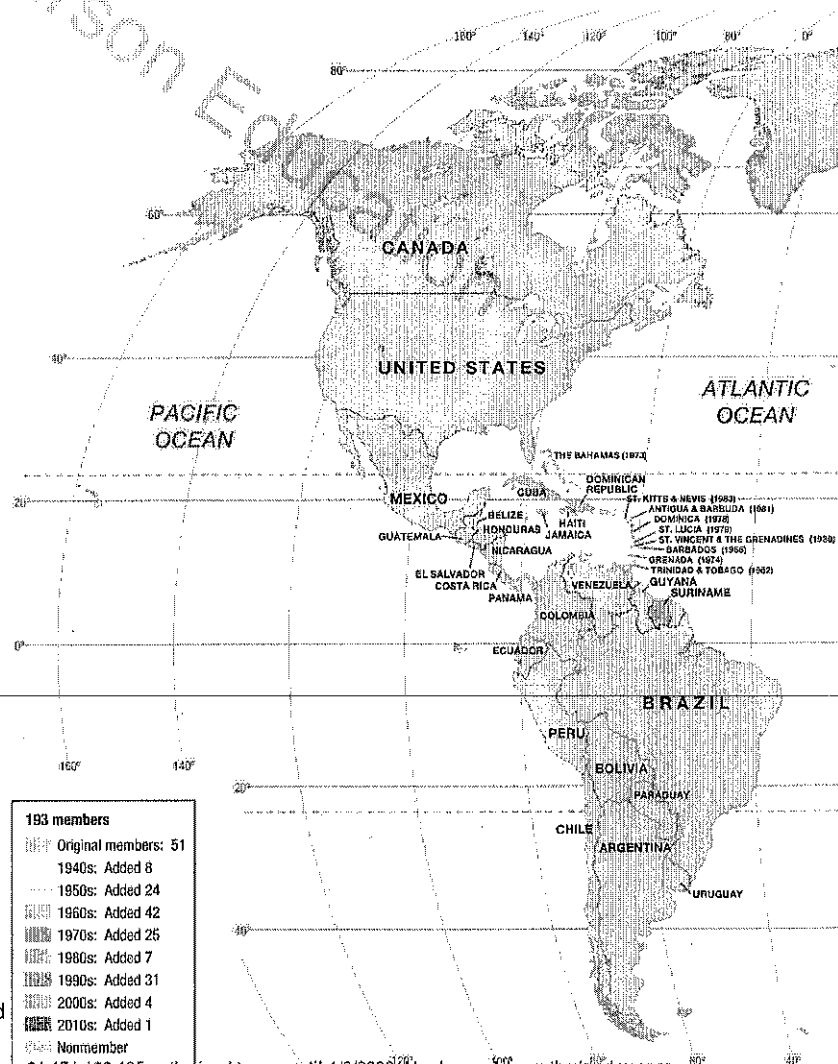 160° 140° 120° 100° 80° 0°
80°
60°
CANADA
40°
UNITED STATES
PACIFIC
OCEAN
ATLANTIC
OCEAN
THE BAHAMAS (1973)
20°
MEXICO
CUBA
DOMINICAN
REPUBLIC
ST. KITTS & NEVIS (1983)
ANTIGUA & BARBUDA (1981)
DOMINICA (1978)
ST. LUCIA (1979)
ST. VINCENT & THE GRENADINES (1980)
BARBADOS (1966)
GRENADA (1974)
TRINIDAD & TOBAGO (1962)
BELIZE
HAITI
HONDURAS
JAMAICA
GUATEMALA
NICARAGUA
EL SALVADOR
COSTA RICA
PANAMA
VENEZUELA
GUYANA
SURINAME
COLOMBIA
0°
ECUADOR
BRAZIL
PERU
160° 140°
BOLIVIA
20°
PARAGUAY
CHILE
ARGENTINA
URUGUAY
40°
193 members
Original members: 51
1940s: Added 8
1950s: Added 24
1960s: Added 42
1970s: Added 25
1980s: Added 7
1990s: Added 31
2000s: Added 4
2010s: Added 1
Nonmember
120° 100° 80° 40°